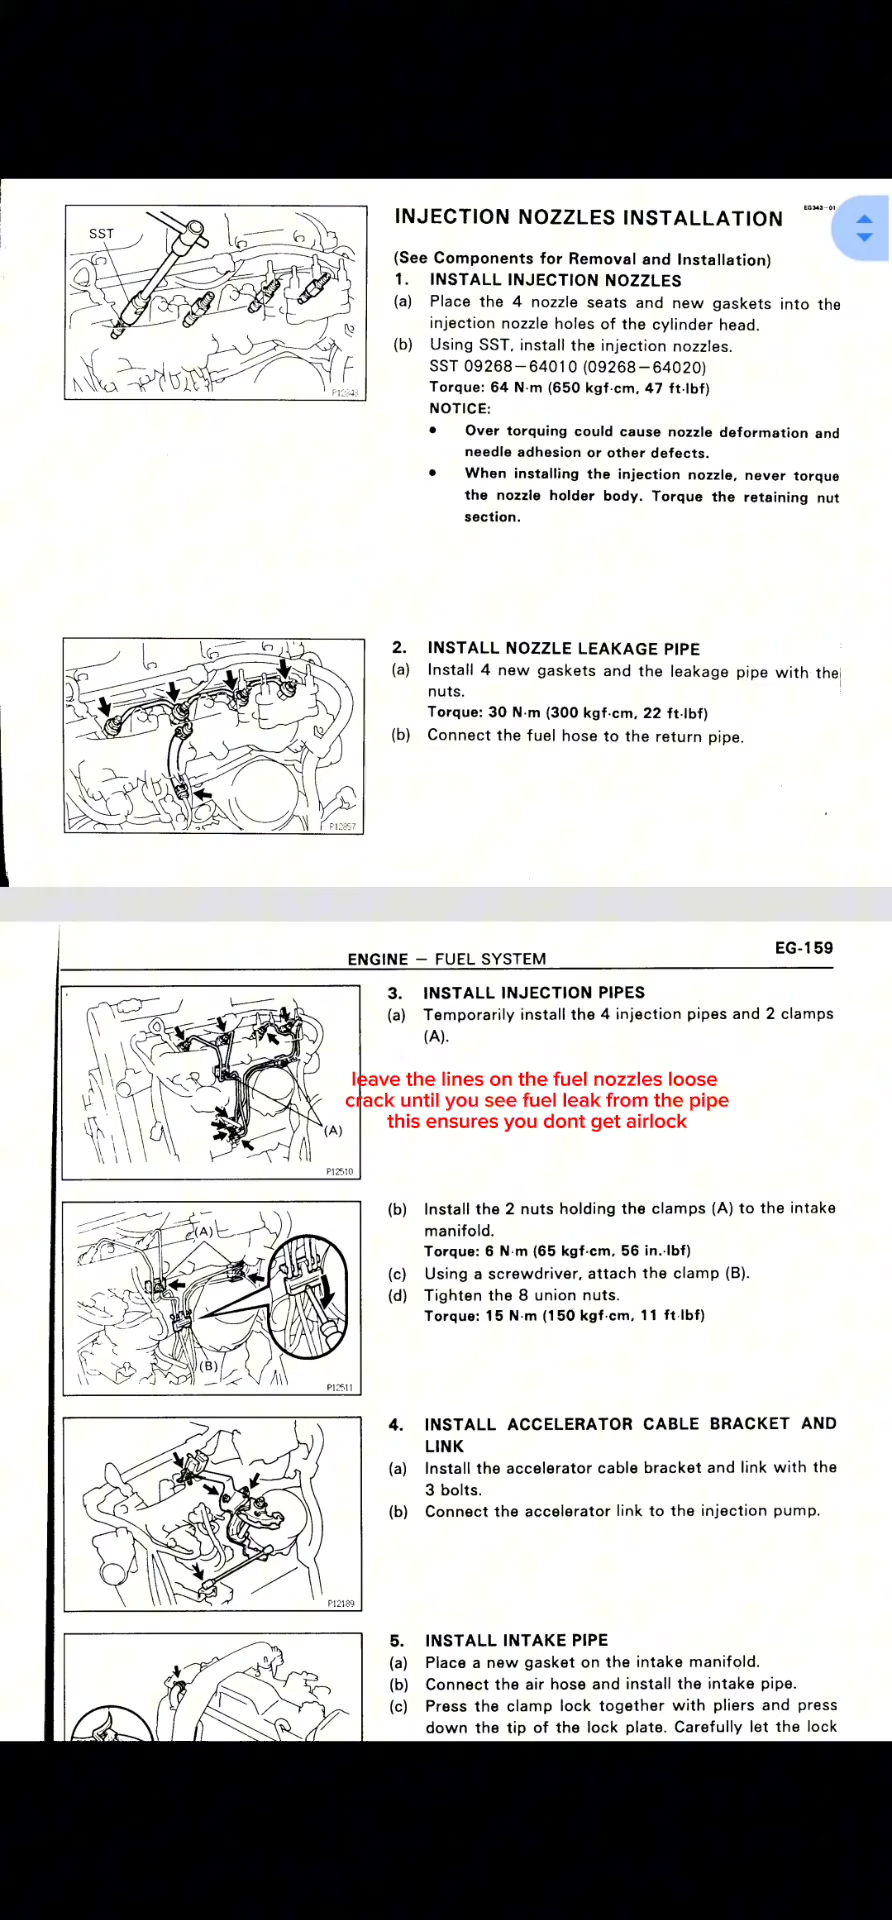 SST
P12848
INJECTION NOZZLES INSTALLATION
EG343-01
(See Components for Removal and Installation)
1. INSTALL INJECTION NOZZLES
(a) Place the 4 nozzle seats and new gaskets into the
injection nozzle holes of the cylinder head.
(b) Using SST, install the injection nozzles.
SST 09268-64010 (09268-64020)
Torque: 64 N·m (650 kgf·cm, 47 ft·lbf)
NOTICE:
• Over torquing could cause nozzle deformation and
needle adhesion or other defects.
• When installing the injection nozzle, never torque
the nozzle holder body. Torque the retaining nut
section.
P12857
2. INSTALL NOZZLE LEAKAGE PIPE
(a) Install 4 new gaskets and the leakage pipe with the
nuts.
Torque: 30 N·m (300 kgf·cm, 22 ft·lbf)
(b) Connect the fuel hose to the return pipe.
EG-159
ENGINE — FUEL SYSTEM
(A)
P12510
3. INSTALL INJECTION PIPES
(a) Temporarily install the 4 injection pipes and 2 clamps
(A).
leave the lines on the fuel nozzles loose
crack until you see fuel leak from the pipe
this ensures you dont get airlock
(A)
(B)
P12511
(b) Install the 2 nuts holding the clamps (A) to the intake
manifold.
Torque: 6 N·m (65 kgf·cm, 56 in.·lbf)
(c) Using a screwdriver, attach the clamp (B).
(d) Tighten the 8 union nuts.
Torque: 15 N·m (150 kgf·cm, 11 ft·lbf)
P12189
4. INSTALL ACCELERATOR CABLE BRACKET AND
LINK
(a) Install the accelerator cable bracket and link with the
3 bolts.
(b) Connect the accelerator link to the injection pump.
5. INSTALL INTAKE PIPE
(a) Place a new gasket on the intake manifold.
(b) Connect the air hose and install the intake pipe.
(c) Press the clamp lock together with pliers and press
down the tip of the lock plate. Carefully let the lock